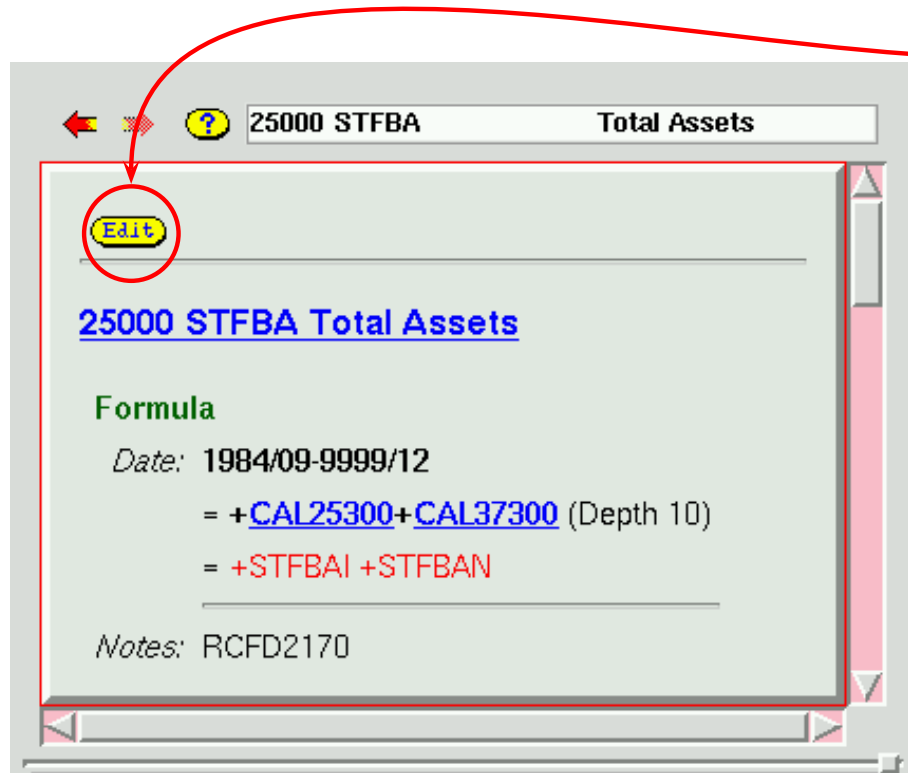 ? 25000 STFBA Total Assets
Edit
25000 STFBA Total Assets
Formula
Date: 1984/09-9999/12
= +CAL25300+CAL37300 (Depth 10)
= +STFBAI +STFBAN
Notes: RCFD2170